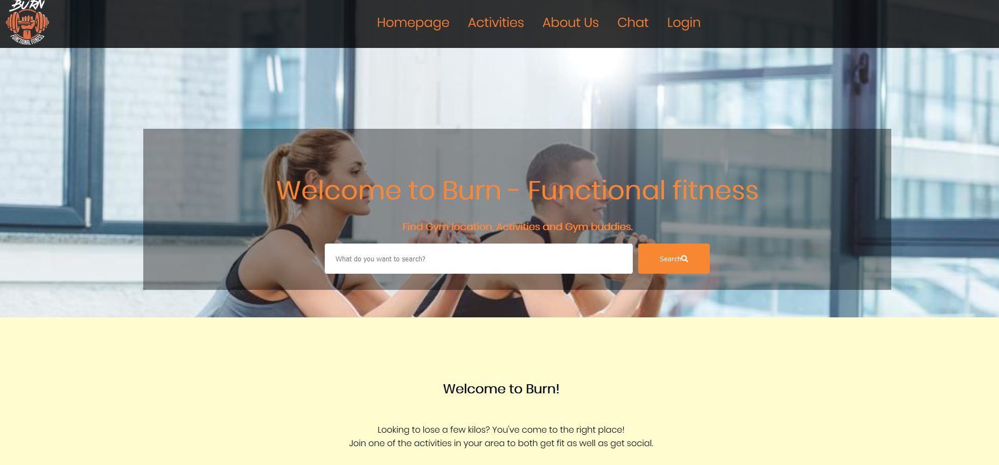 BURN
FUNCTIONAL FITNESS
Homepage Activities About Us Chat Login
Welcome to Burn - Functional fitness
Find Gym location, Activities and Gym buddies.
What do you want to search? Search
Welcome to Burn!
Looking to lose a few kilos? You've come to the right place!
Join one of the activities in your area to both get fit as well as get social.